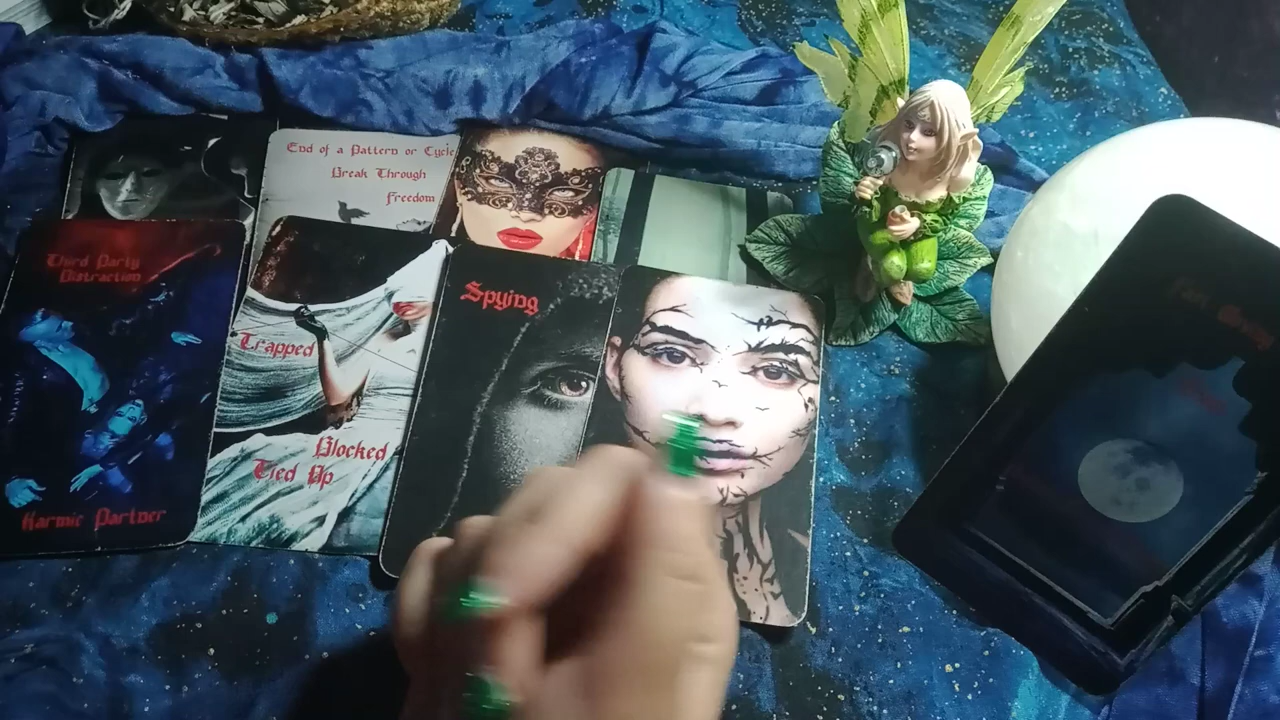 End of a Pattern or Cycle
Break Through
Freedom
Third Party
Distraction
Karmic Partner
Trapped
Blocked
Tied Up
Spying